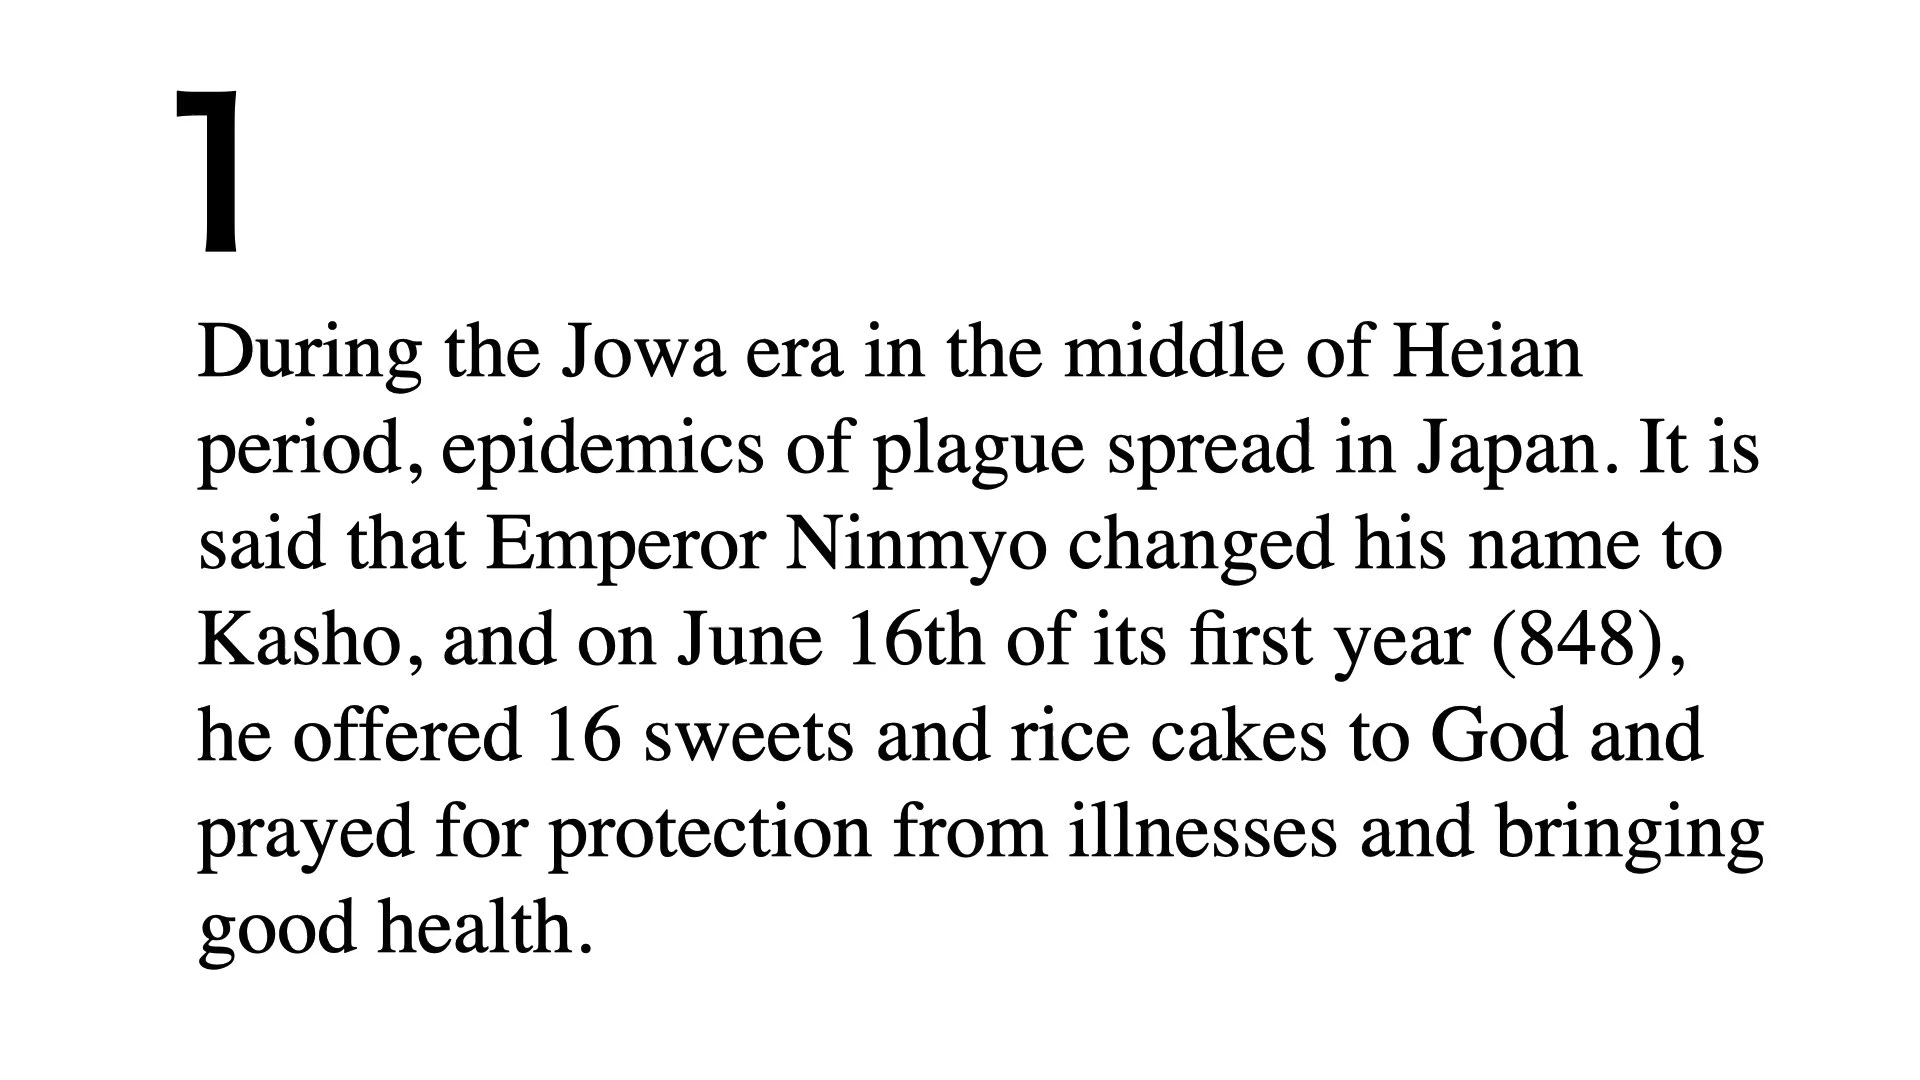 1
During the Jowa era in the middle of Heian
period, epidemics of plague spread in Japan. It is
said that Emperor Ninmyo changed his name to
Kasho, and on June 16th of its first year (848),
he offered 16 sweets and rice cakes to God and
prayed for protection from illnesses and bringing
good health.